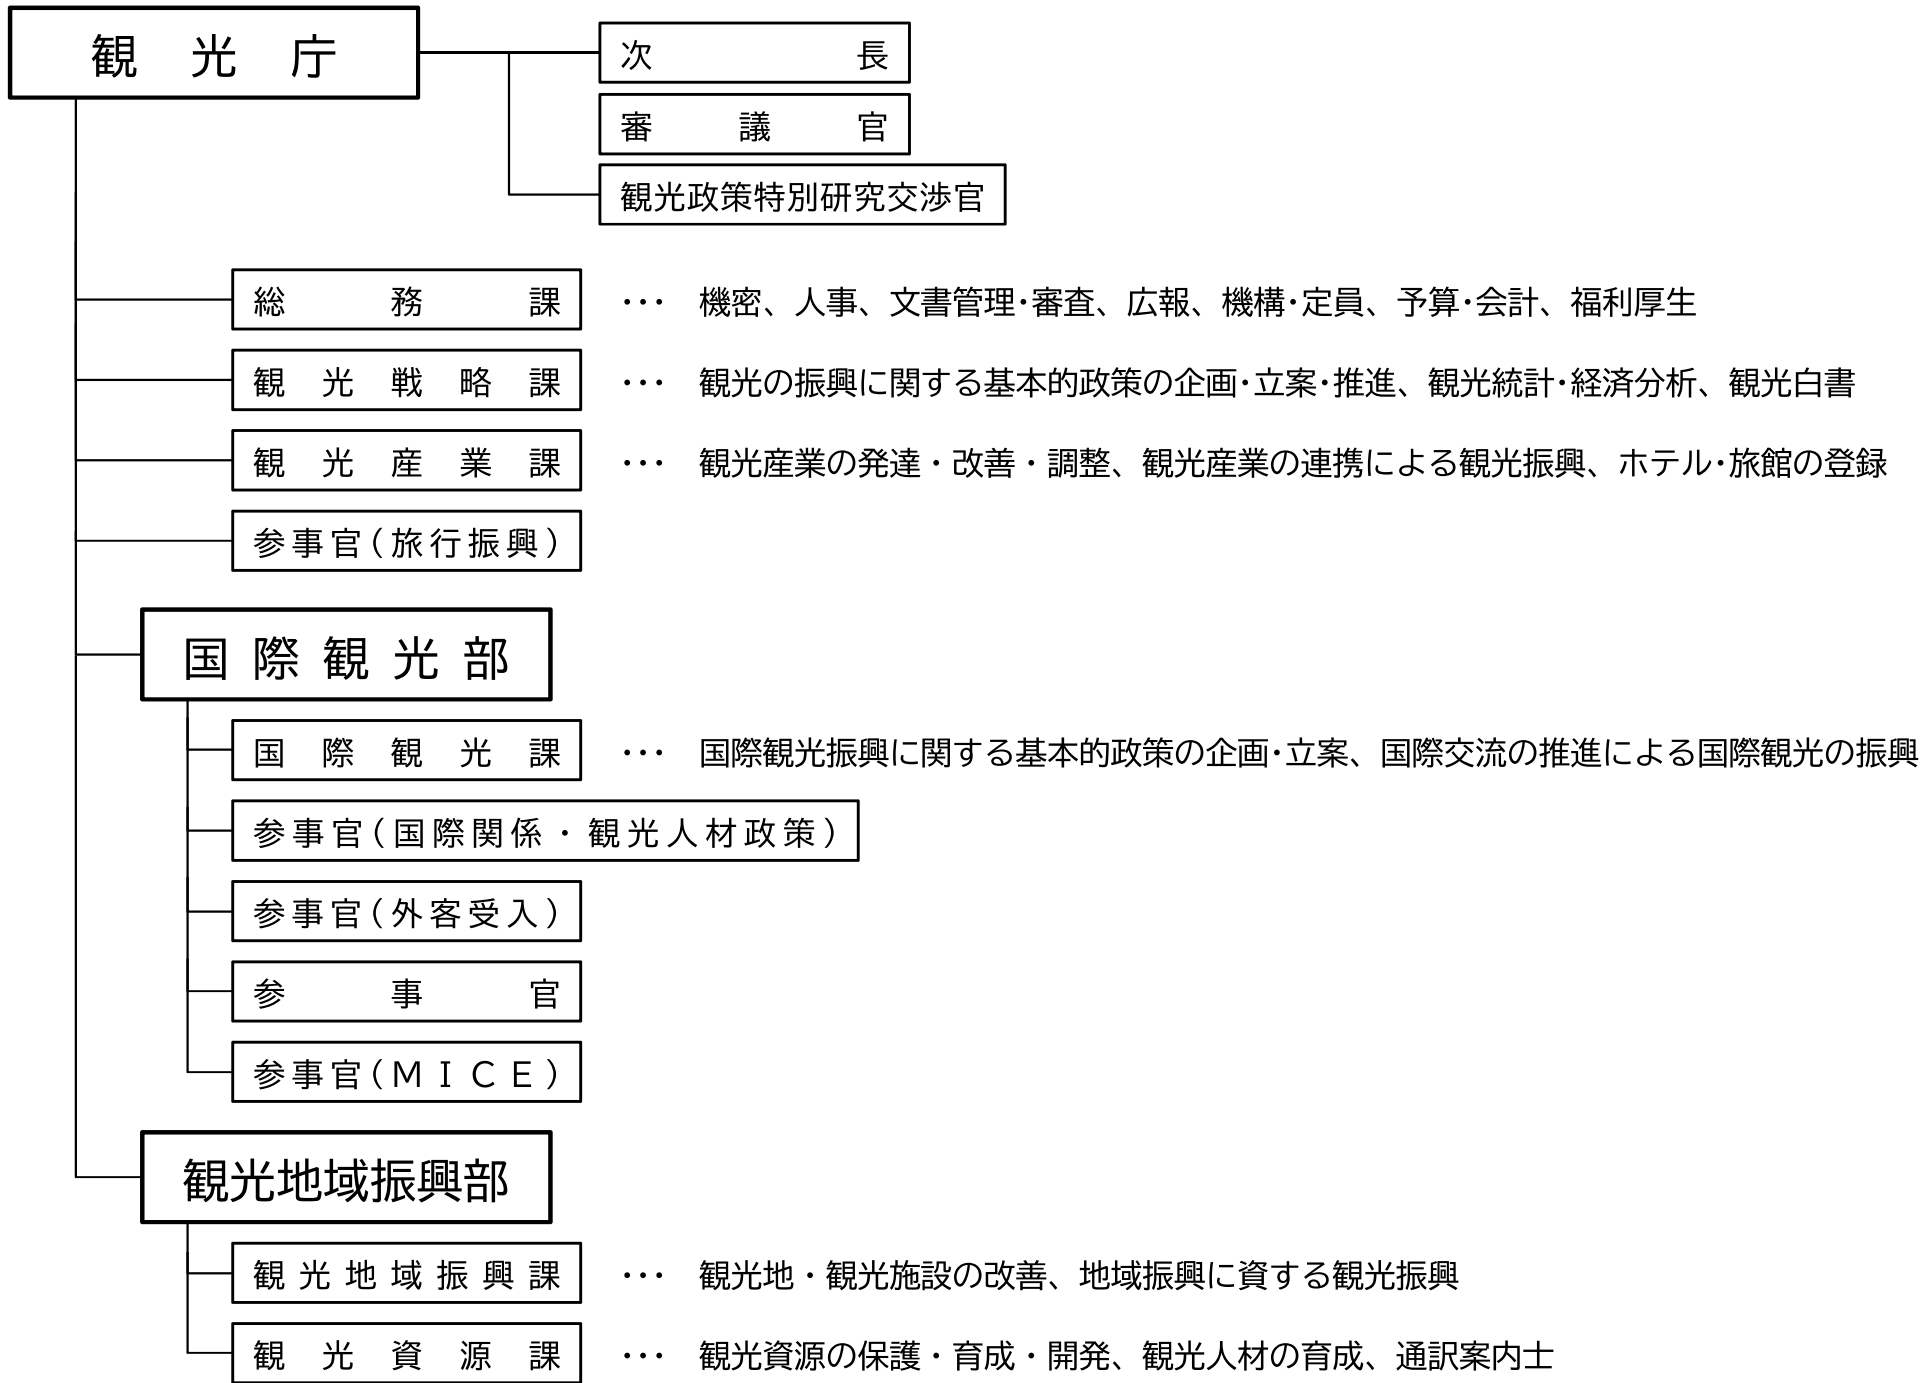 観光庁
次長
審議官
観光政策特別研究交渉官
総務課 ･･･ 機密、人事、文書管理･審査、広報、機構･定員、予算･会計、福利厚生
観光戦略課 ･･･ 観光の振興に関する基本的政策の企画･立案･推進、観光統計･経済分析、観光白書
観光産業課 ･･･ 観光産業の発達・改善・調整、観光産業の連携による観光振興、ホテル･旅館の登録
参事官（旅行振興）
国際観光部
国際観光課 ･･･ 国際観光振興に関する基本的政策の企画･立案、国際交流の推進による国際観光の振興
参事官（国際関係・観光人材政策）
参事官（外客受入）
参事官
参事官（ＭＩＣＥ）
観光地域振興部
観光地域振興課 ･･･ 観光地・観光施設の改善、地域振興に資する観光振興
観光資源課 ･･･ 観光資源の保護・育成・開発、観光人材の育成、通訳案内士